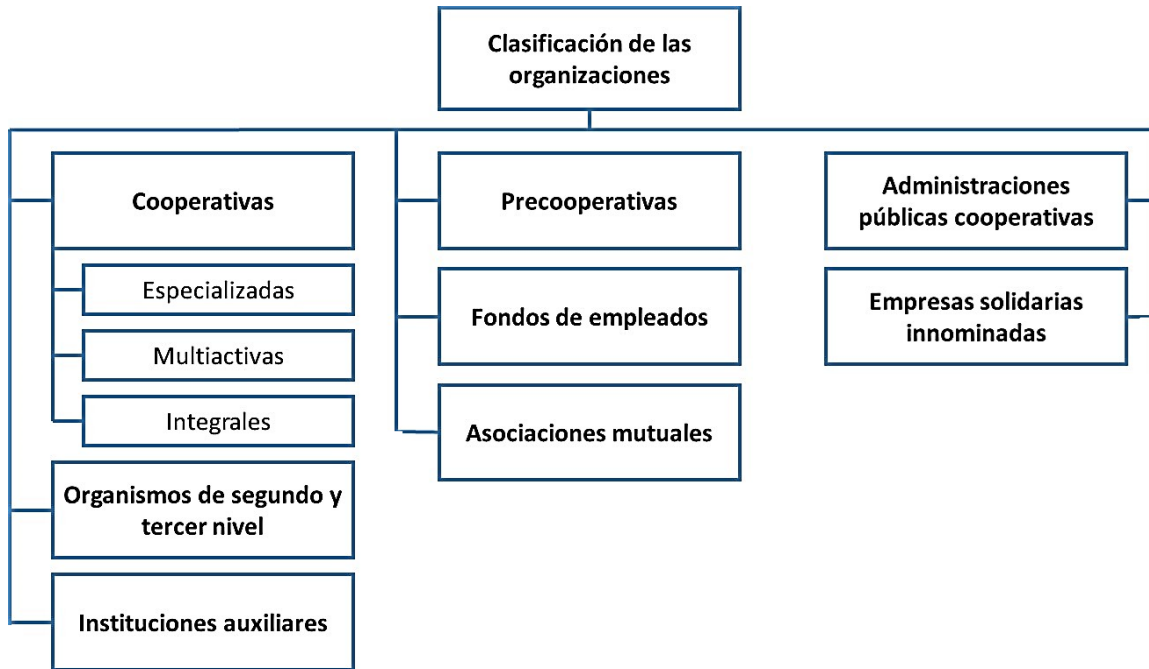 Clasificación de las
organizaciones
Cooperativas
Especializadas
Multiactivas
Integrales
Organismos de segundo y
tercer nivel
Instituciones auxiliares
Precooperativas
Fondos de empleados
Asociaciones mutuales
Administraciones
públicas cooperativas
Empresas solidarias
innominadas